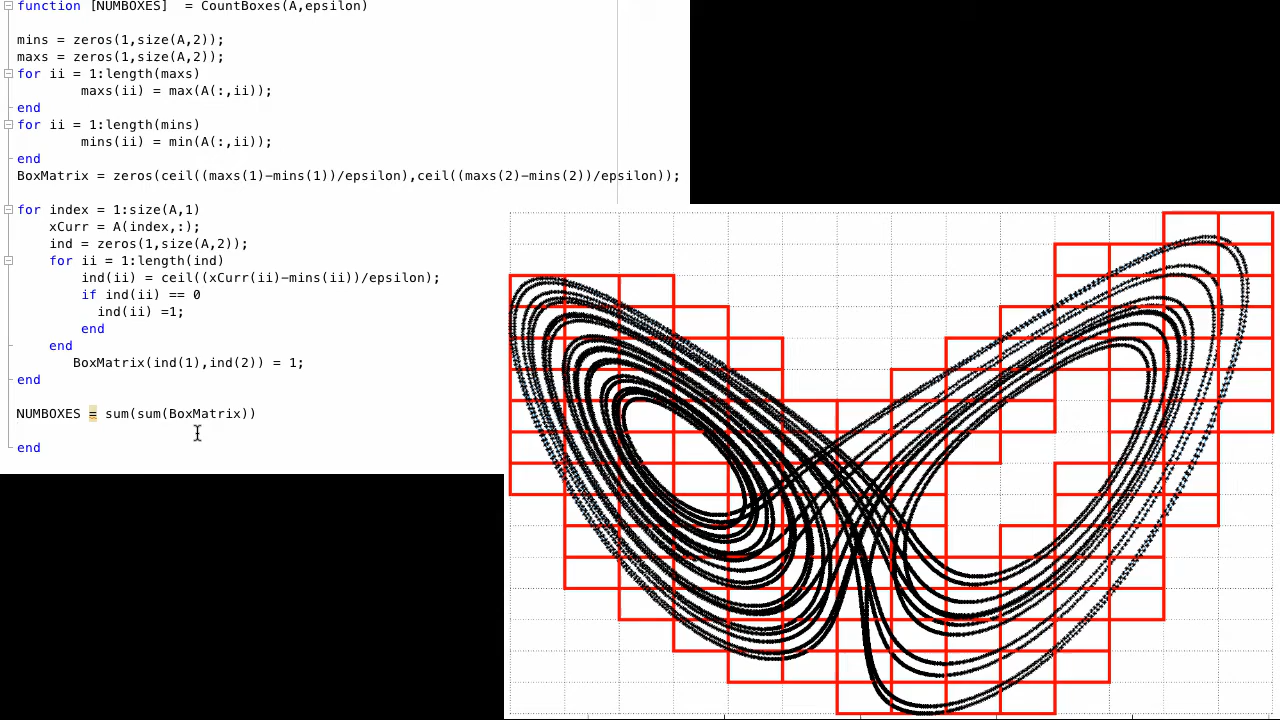 function [NUMBOXES]  = CountBoxes(A,epsilon)
mins = zeros(1,size(A,2));
maxs = zeros(1,size(A,2));
for ii = 1:length(maxs)
        maxs(ii) = max(A(:,ii));
end
for ii = 1:length(mins)
        mins(ii) = min(A(:,ii));
end
BoxMatrix = zeros(ceil((maxs(1)-mins(1))/epsilon),ceil((maxs(2)-mins(2))/epsilon));
for index = 1:size(A,1)
    xCurr = A(index,:);
    ind = zeros(1,size(A,2));
    for ii = 1:length(ind)
        ind(ii) = ceil((xCurr(ii)-mins(ii))/epsilon);
        if ind(ii) == 0
          ind(ii) =1;
        end
    end
       BoxMatrix(ind(1),ind(2)) = 1;
end
NUMBOXES = sum(sum(BoxMatrix))
end